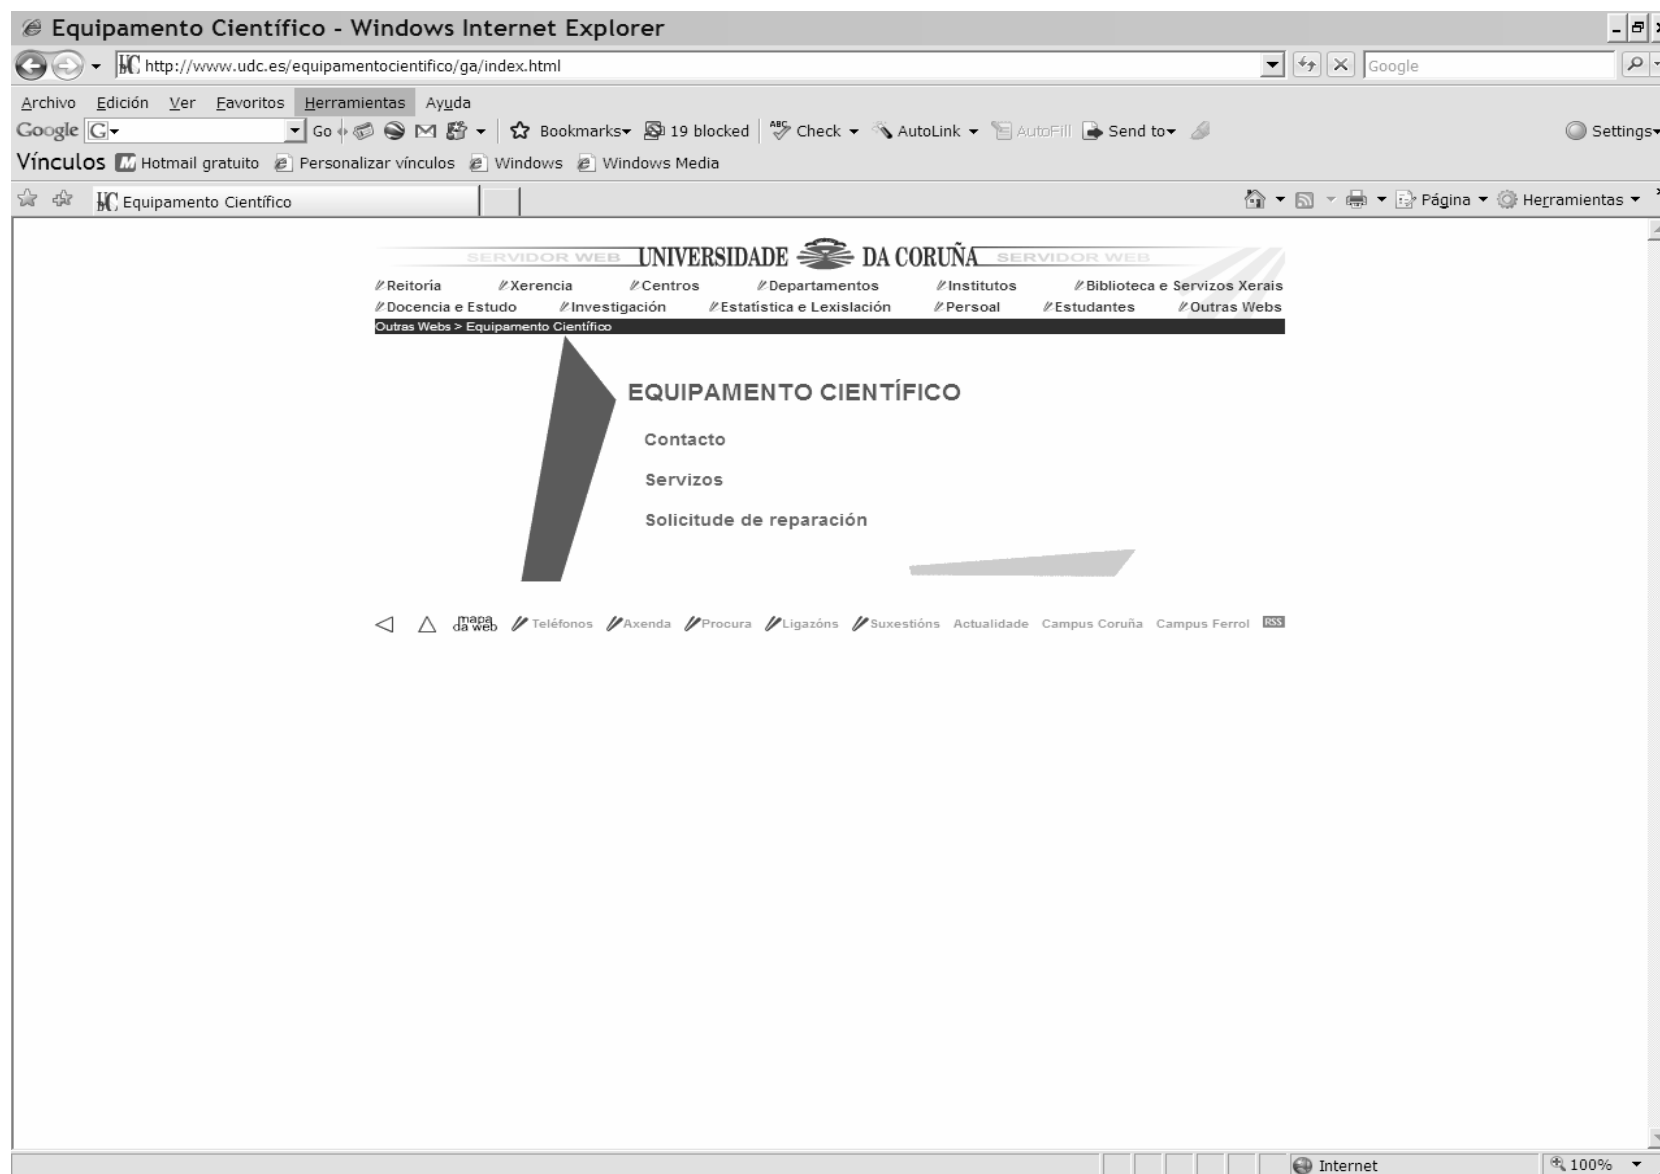 Equipamento Científico - Windows Internet Explorer
http://www.udc.es/equipamentocientifico/ga/index.html Google
Archivo Edición Ver Favoritos Herramientas Ayuda
Google G Go Bookmarks 19 blocked ABC Check AutoLink AutoFill Send to Settings
Vínculos Hotmail gratuito Personalizar vínculos Windows Windows Media
Equipamento Científico Página Herramientas
SERVIDOR WEB UNIVERSIDADE DA CORUÑA SERVIDOR WEB
Reitoría Xerencia Centros Departamentos Institutos Biblioteca e Servizos Xerais
Docencia e Estudo Investigación Estatística e Lexislación Persoal Estudantes Outras Webs
Outras Webs > Equipamento Científico
EQUIPAMENTO CIENTÍFICO
Contacto
Servizos
Solicitude de reparación
mapa da web Teléfonos Axenda Procura Ligazóns Suxestións Actualidade Campus Coruña Campus Ferrol RSS
Internet 100%